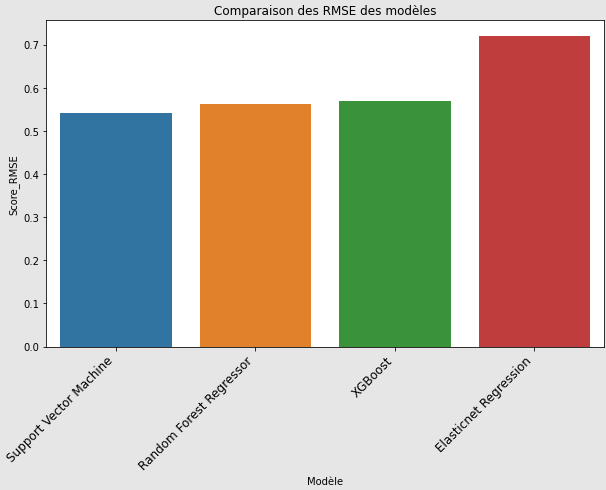 Comparaison des RMSE des modèles
Score_RMSE
0.7
0.6
0.5
0.4
0.3
0.2
0.1
0.0
Support Vector Machine
Random Forest Regressor
XGBoost
Elasticnet Regression
Modèle